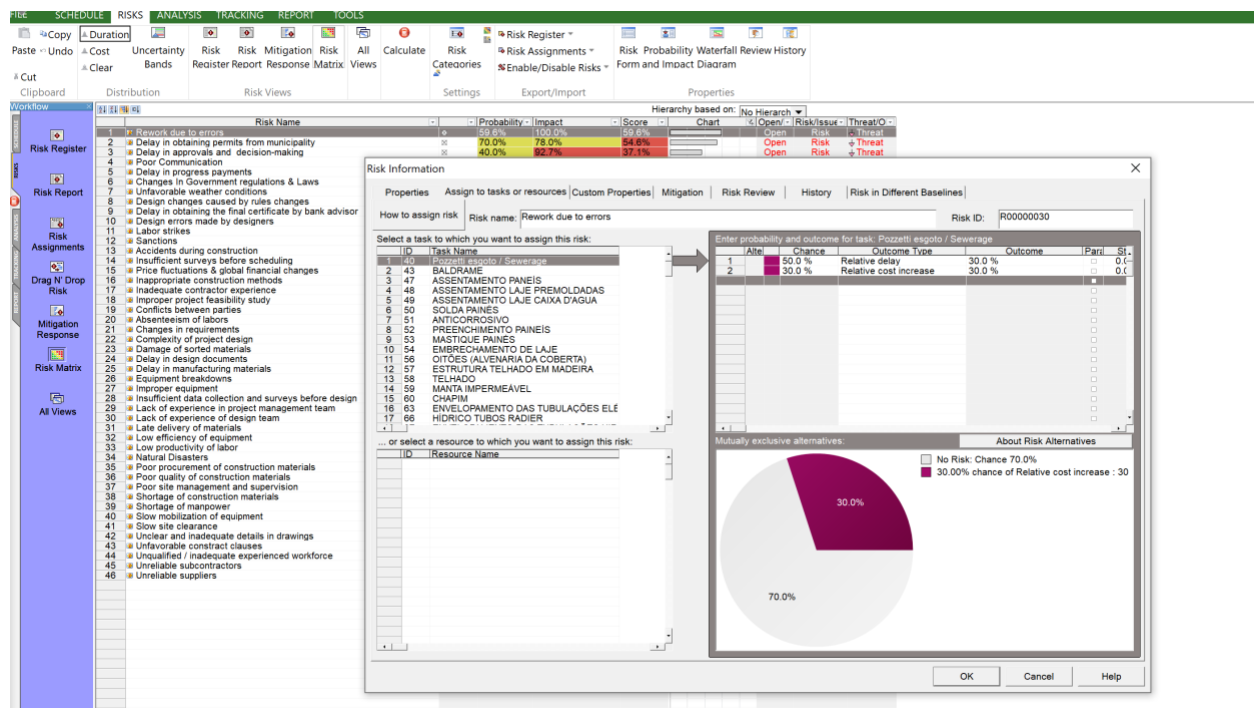 FILE SCHEDULE RISKS ANALYSIS TRACKING REPORT TOOLS
Copy Duration Risk Register
Paste Undo Cost Uncertainty Risk Risk Mitigation Risk All Calculate Risk Risk Assignments Risk Probability Waterfall Review History
Clear Bands Register Report Response Matrix Views Categories Enable/Disable Risks Form and Impact Diagram
Cut
Clipboard Distribution Risk Views Settings Export/Import Properties
Workflow
SCHEDULE
RISKS
ANALYSIS
TRACKING
REPORT
Risk Register
Risk Report
Risk
Assignments
Drag N' Drop
Risk
Mitigation
Response
Risk Matrix
All Views
Hierarchy based on: No Hierarch
Risk Name Probability Impact Score Chart Open/ Risk/Issue Threat/O
1 Rework due to errors 59.6% 100.0% 59.6% Open Risk Threat
2 Delay in obtaining permits from municipality 70.0% 78.0% 54.6% Open Risk Threat
3 Delay in approvals and decision-making 40.0% 92.7% 37.1% Open Risk Threat
4 Poor Communication
5 Delay in progress payments
6 Changes In Government regulations & Laws
7 Unfavorable weather conditions
8 Design changes caused by rules changes
9 Delay in obtaining the final certificate by bank advisor
10 Design errors made by designers
11 Labor strikes
12 Sanctions
13 Accidents during construction
14 Insufficient surveys before scheduling
15 Price fluctuations & global financial changes
16 Inappropriate construction methods
17 Inadequate contractor experience
18 Improper project feasibility study
19 Conflicts between parties
20 Absenteeism of labors
21 Changes in requirements
22 Complexity of project design
23 Damage of sorted materials
24 Delay in design documents
25 Delay in manufacturing materials
26 Equipment breakdowns
27 Improper equipment
28 Insufficient data collection and surveys before design
29 Lack of experience in project management team
30 Lack of experience of design team
31 Late delivery of materials
32 Low efficiency of equipment
33 Low productivity of labor
34 Natural Disasters
35 Poor procurement of construction materials
36 Poor quality of construction materials
37 Poor site management and supervision
38 Shortage of construction materials
39 Shortage of manpower
40 Slow mobilization of equipment
41 Slow site clearance
42 Unclear and inadequate details in drawings
43 Unfavorable constract clauses
44 Unqualified / inadequate experienced workforce
45 Unreliable subcontractors
46 Unreliable suppliers
Risk Information
Properties Assign to tasks or resources Custom Properties Mitigation Risk Review History Risk in Different Baselines
How to assign risk Risk name: Rework due to errors Risk ID: R00000030
Select a task to which you want to assign this risk:
ID Task Name
1 40 Pozzetti esgoto / Sewerage
2 43 BALDRAME
3 47 ASSENTAMENTO PANEÍS
4 48 ASSENTAMENTO LAJE PREMOLDADAS
5 49 ASSENTAMENTO LAJE CAIXA D'AGUA
6 50 SOLDA PAINÉS
7 51 ANTICORROSIVO
8 52 PREENCHIMENTO PAINEÍS
9 53 MASTIQUE PAINÉS
10 54 EMBRECHAMENTO DE LAJE
11 56 OITÕES (ALVENARIA DA COBERTA)
12 57 ESTRUTURA TELHADO EM MADEIRA
13 58 TELHADO
14 59 MANTA IMPERMEÁVEL
15 60 CHAPIM
16 63 ENVELOPAMENTO DAS TUBULAÇÕES ELÉ
17 66 HÍDRICO TUBOS RADIER
... or select a resource to which you want to assign this risk:
ID Resource Name
Enter probability and outcome for task: Pozzetti esgoto / Sewerage
Alte Chance Outcome Type Outcome Para St.
1 50.0 % Relative delay 30.0 % 0.0
2 30.0 % Relative cost increase 30.0 % 0.0
Mutually exclusive alternatives: About Risk Alternatives
No Risk: Chance 70.0%
30.00% chance of Relative cost increase : 30
30.0%
70.0%
OK Cancel Help